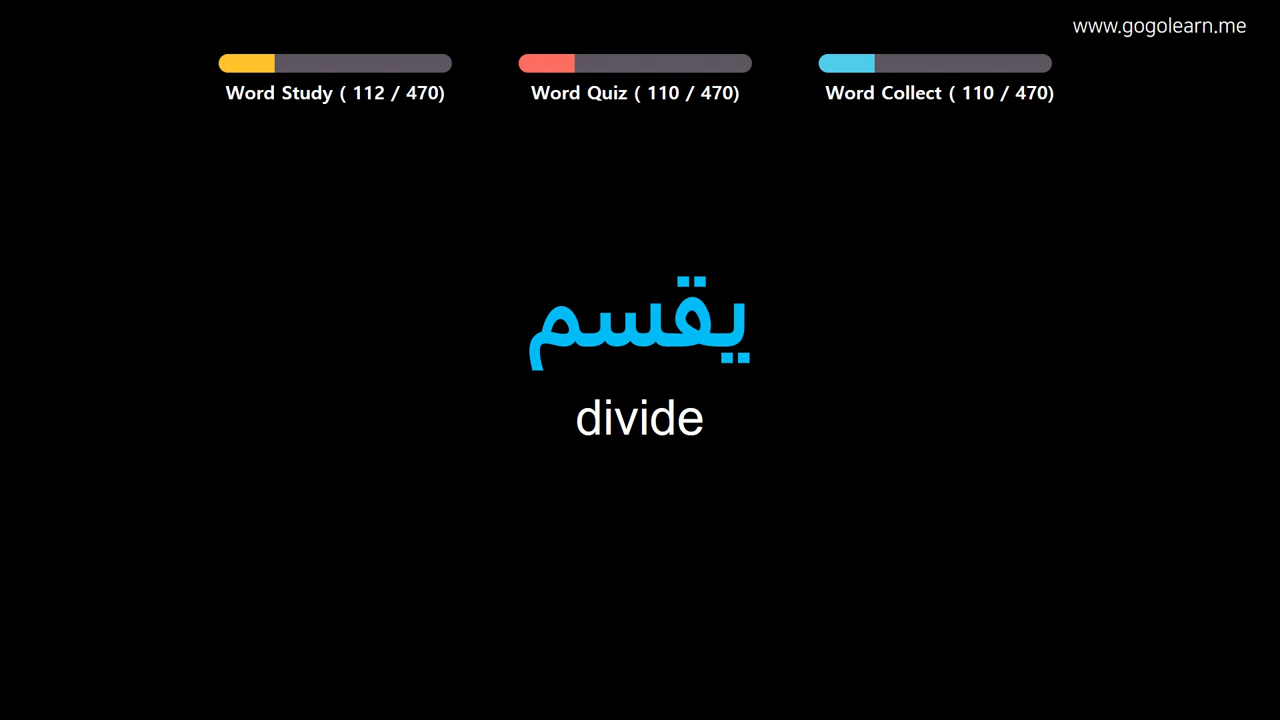 www.gogolearn.me
Word Study ( 112 / 470)
Word Quiz ( 110 / 470)
Word Collect ( 110 / 470)
يقسم
divide